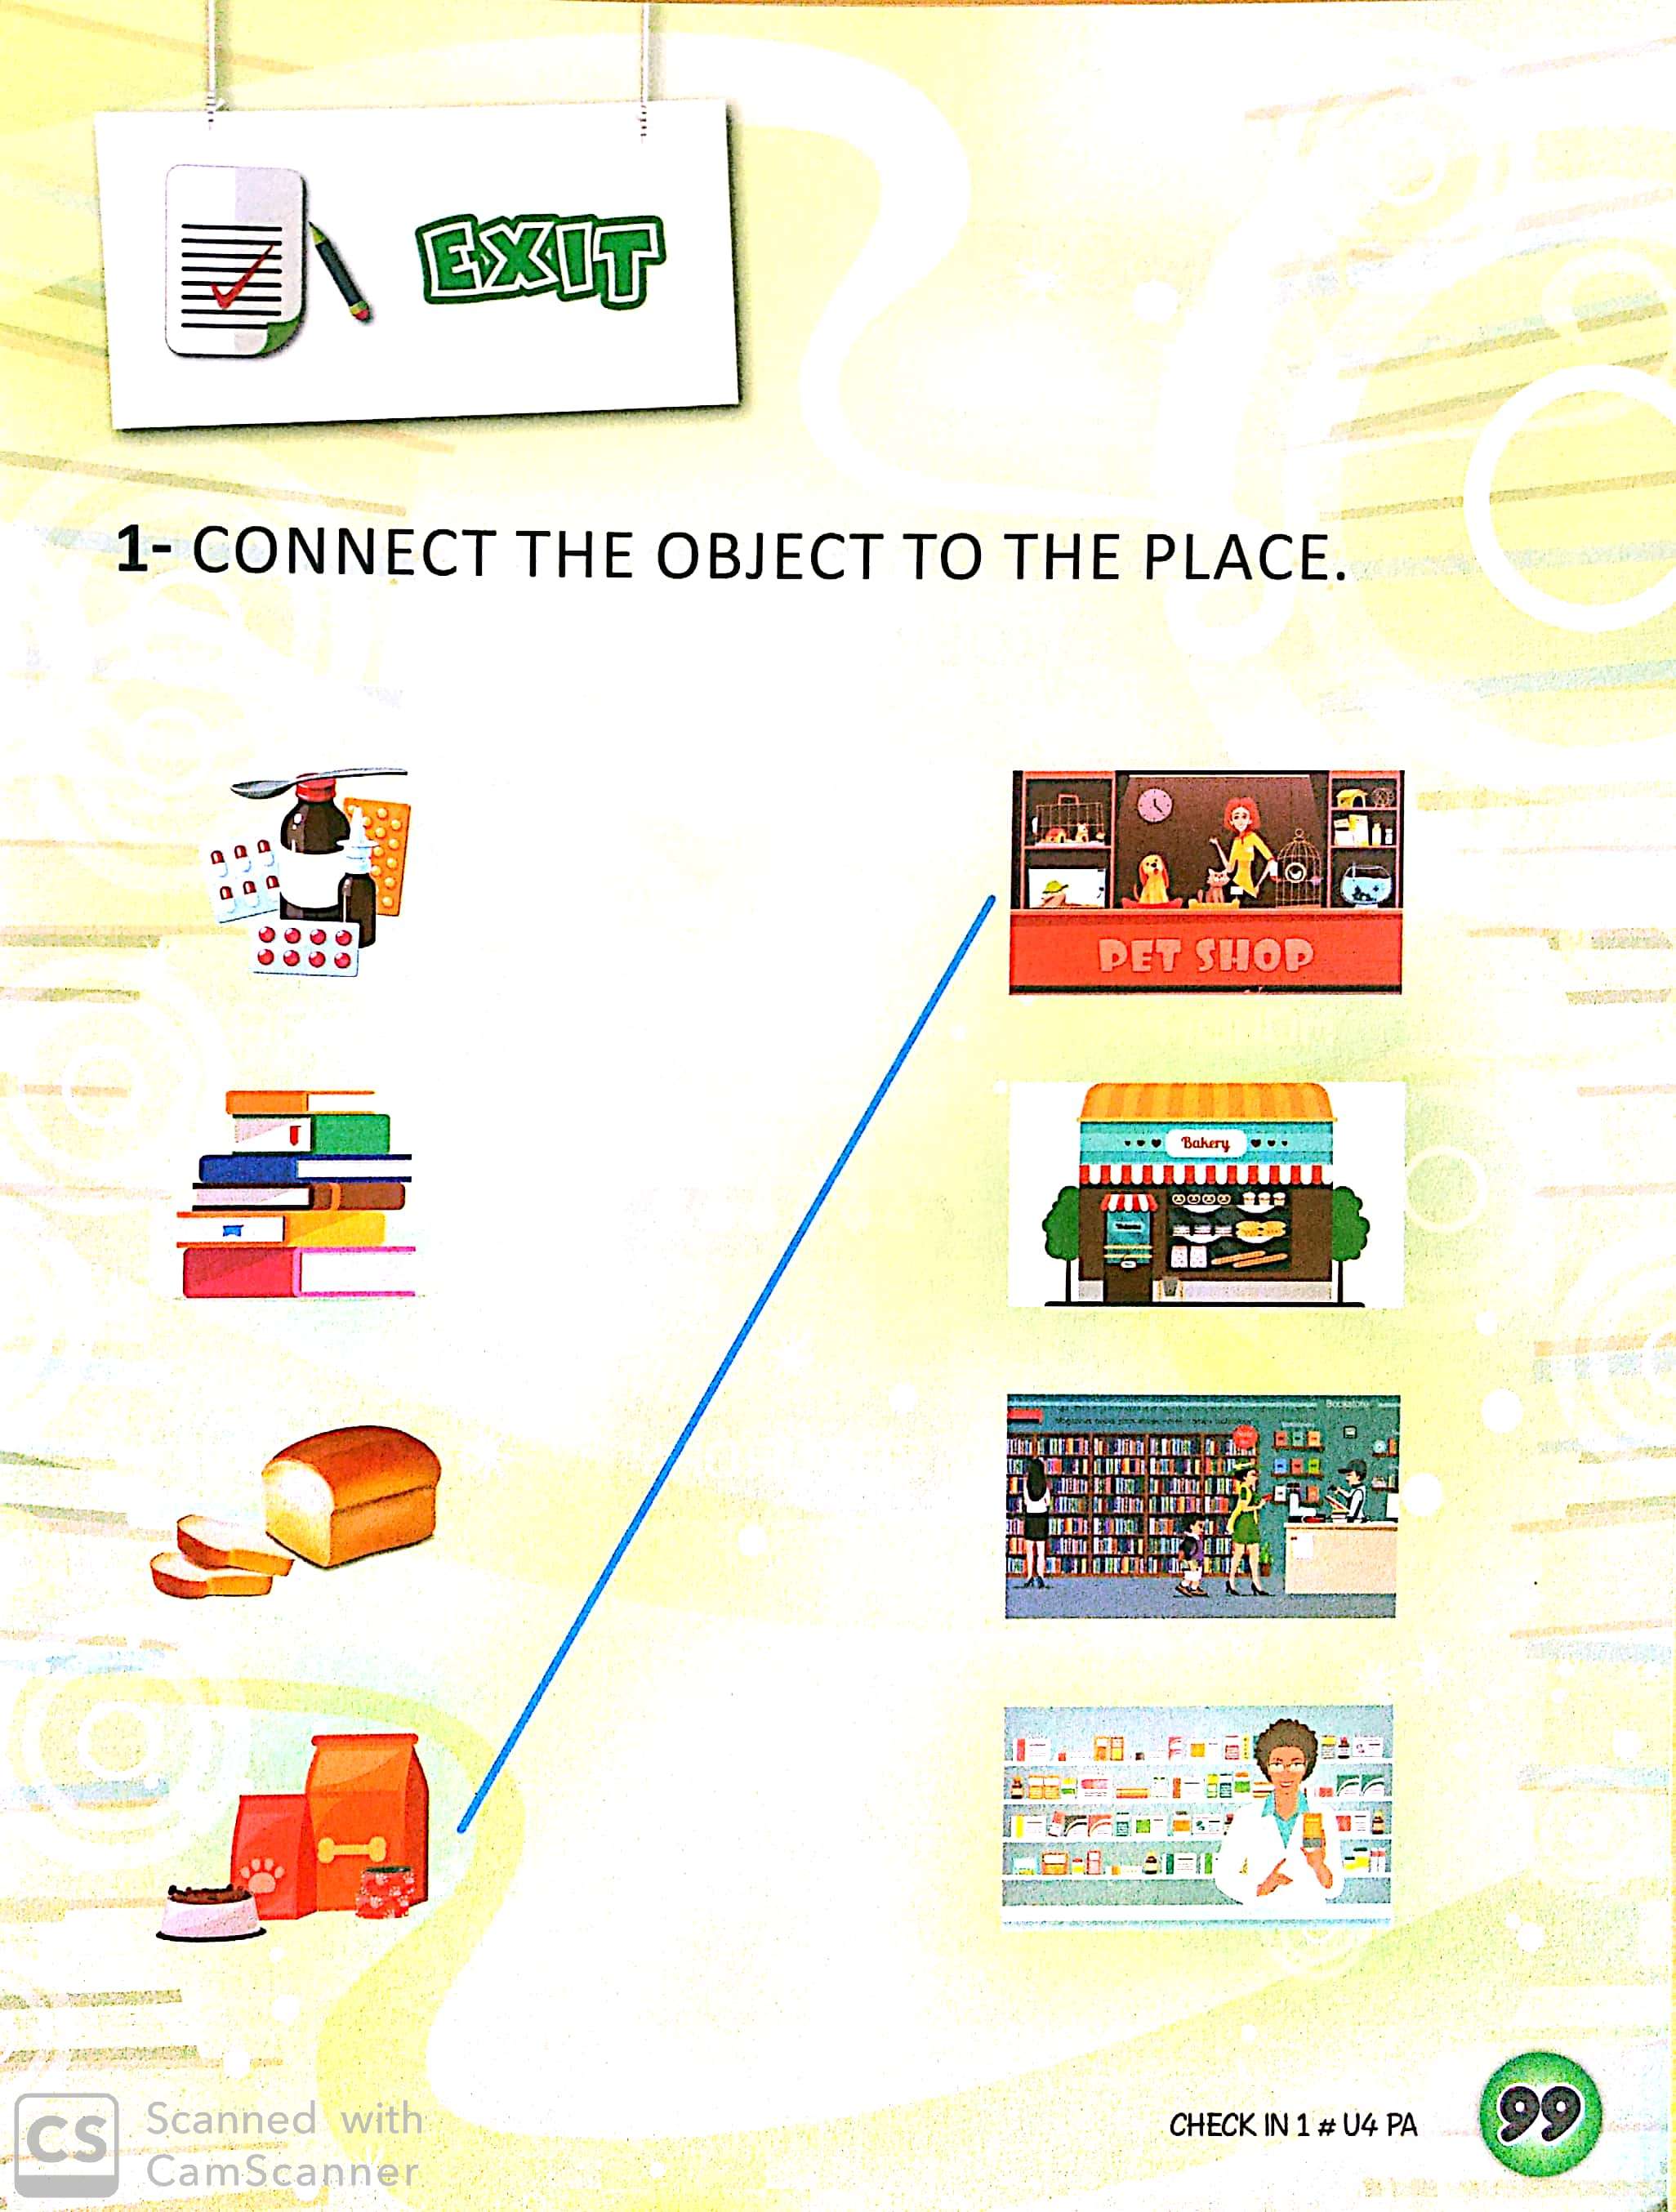 EXIT
1- CONNECT THE OBJECT TO THE PLACE.
PET SHOP
Bakery
Bookstore
CS Scanned with
CamScanner
CHECK IN 1 # U4 PA
99